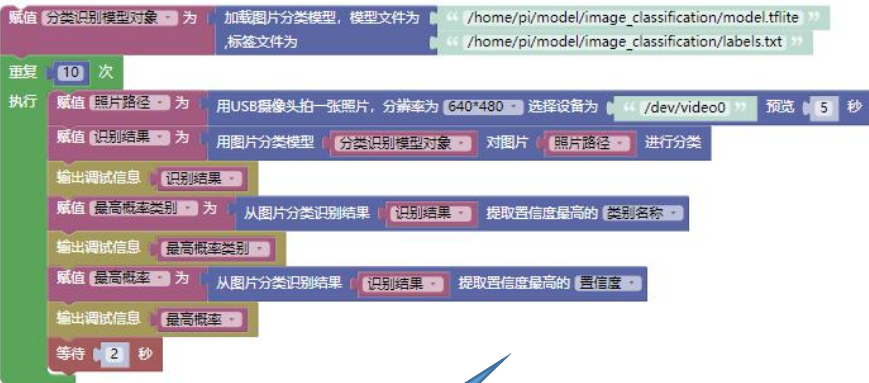 赋值 分类识别模型对象 为 加载图片分类模型，模型文件为 “ /home/pi/model/image_classification/model.tflite ”
,标签文件为 “ /home/pi/model/image_classification/labels.txt ”
重复 10 次
执行 赋值 照片路径 为 用USB摄像头拍一张照片，分辨率为 640*480 选择设备为 “ /dev/video0 ” 预览 5 秒
赋值 识别结果 为 用图片分类模型 分类识别模型对象 对图片 照片路径 进行分类
输出调试信息 识别结果
赋值 最高概率类别 为 从图片分类识别结果 识别结果 提取置信度最高的 类别名称
输出调试信息 最高概率类别
赋值 最高概率 为 从图片分类识别结果 识别结果 提取置信度最高的 置信度
输出调试信息 最高概率
等待 2 秒